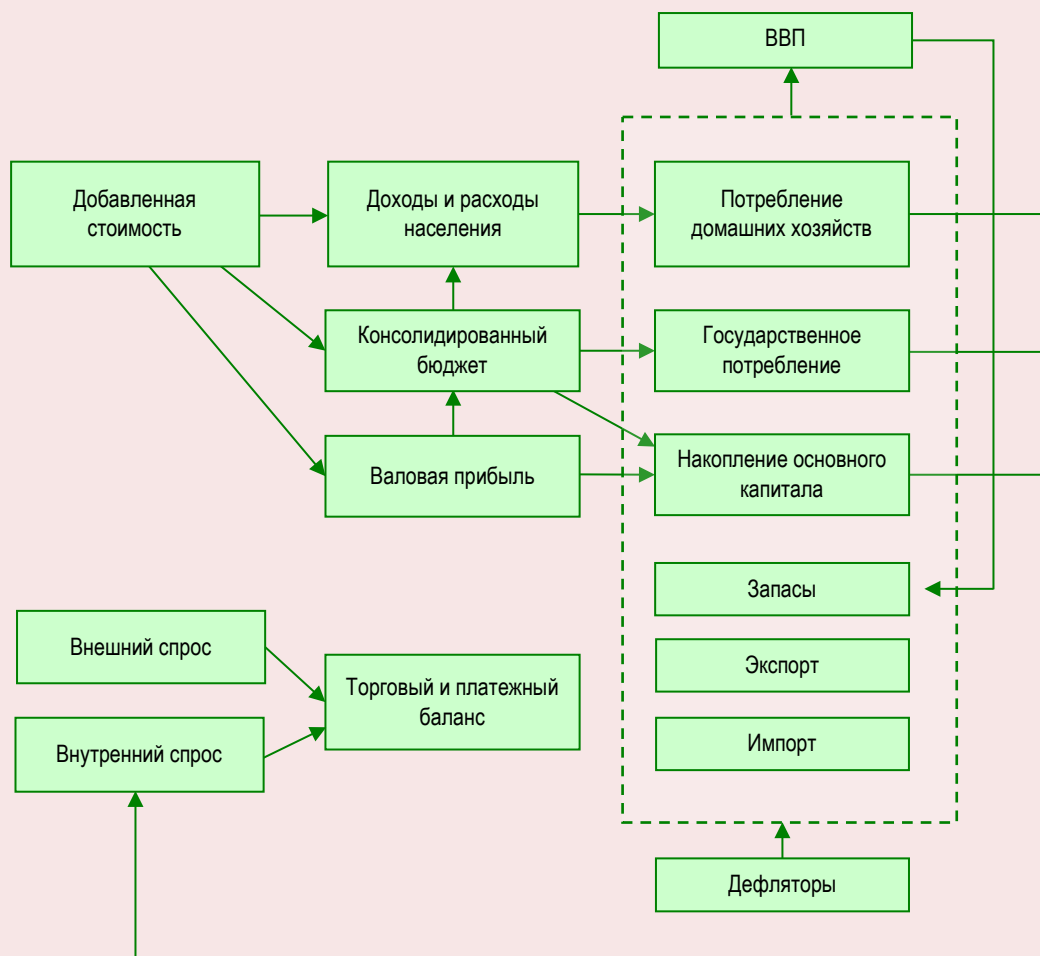 ВВП
Добавленная
стоимость
Доходы и расходы
населения
Потребление
домашних хозяйств
Консолидированный
бюджет
Государственное
потребление
Валовая прибыль
Накопление основного
капитала
Запасы
Внешний спрос
Экспорт
Торговый и платежный
баланс
Внутренний спрос
Импорт
Дефляторы